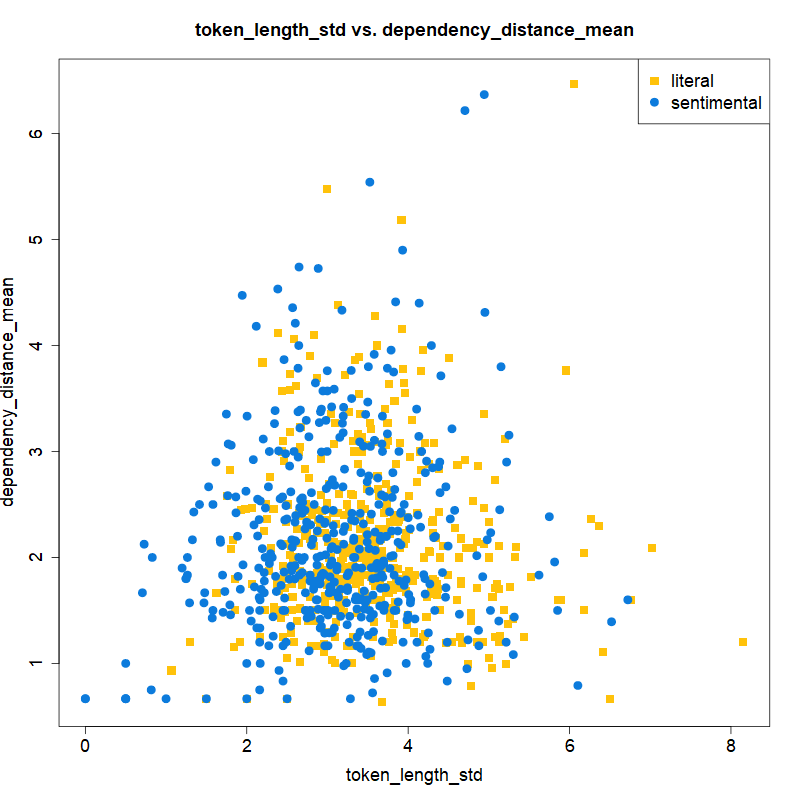 token_length_std vs. dependency_distance_mean
literal
sentimental
dependency_distance_mean
6
5
4
3
2
1
0 2 4 6 8
token_length_std